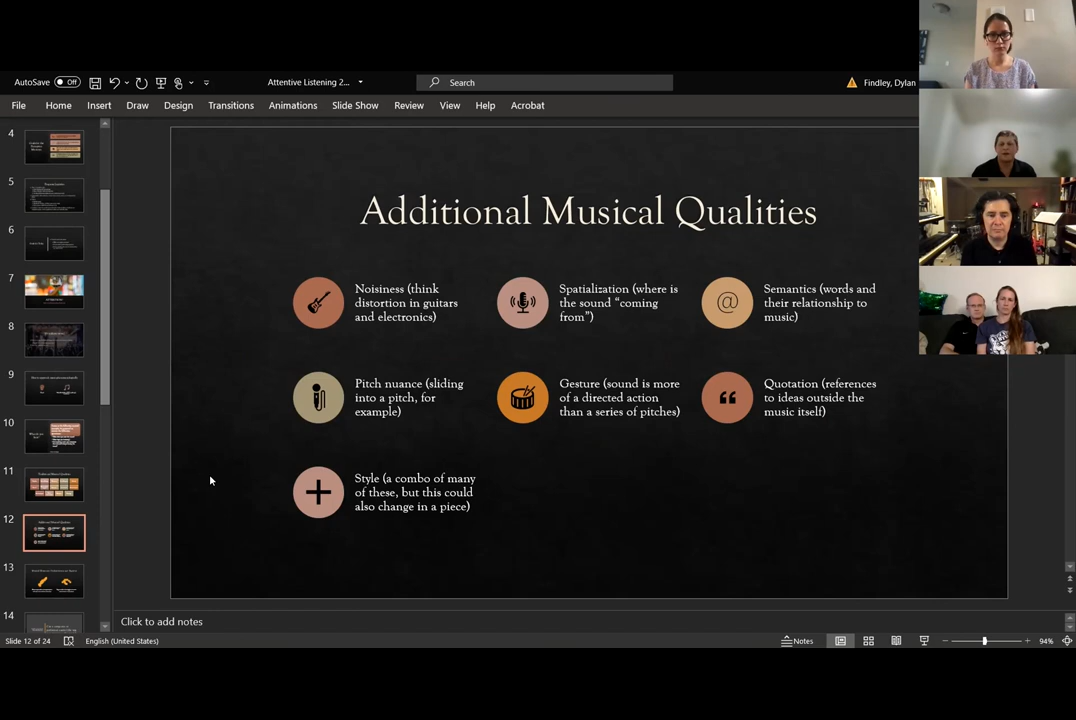 AutoSave Off Attentive Listening 2... Search Findley, Dylan
File Home Insert Draw Design Transitions Animations Slide Show Review View Help Acrobat
4
5
6
7
8
9
10
11
12
13
14
Additional Musical Qualities
Noisiness (think
distortion in guitars
and electronics)
Spatialization (where is
the sound “coming
from”)
Semantics (words and
their relationship to
music)
Pitch nuance (sliding
into a pitch, for
example)
Gesture (sound is more
of a directed action
than a series of pitches)
Quotation (references
to ideas outside the
music itself)
Style (a combo of many
of these, but this could
also change in a piece)
Click to add notes
Slide 12 of 24 English (United States) Notes 94%